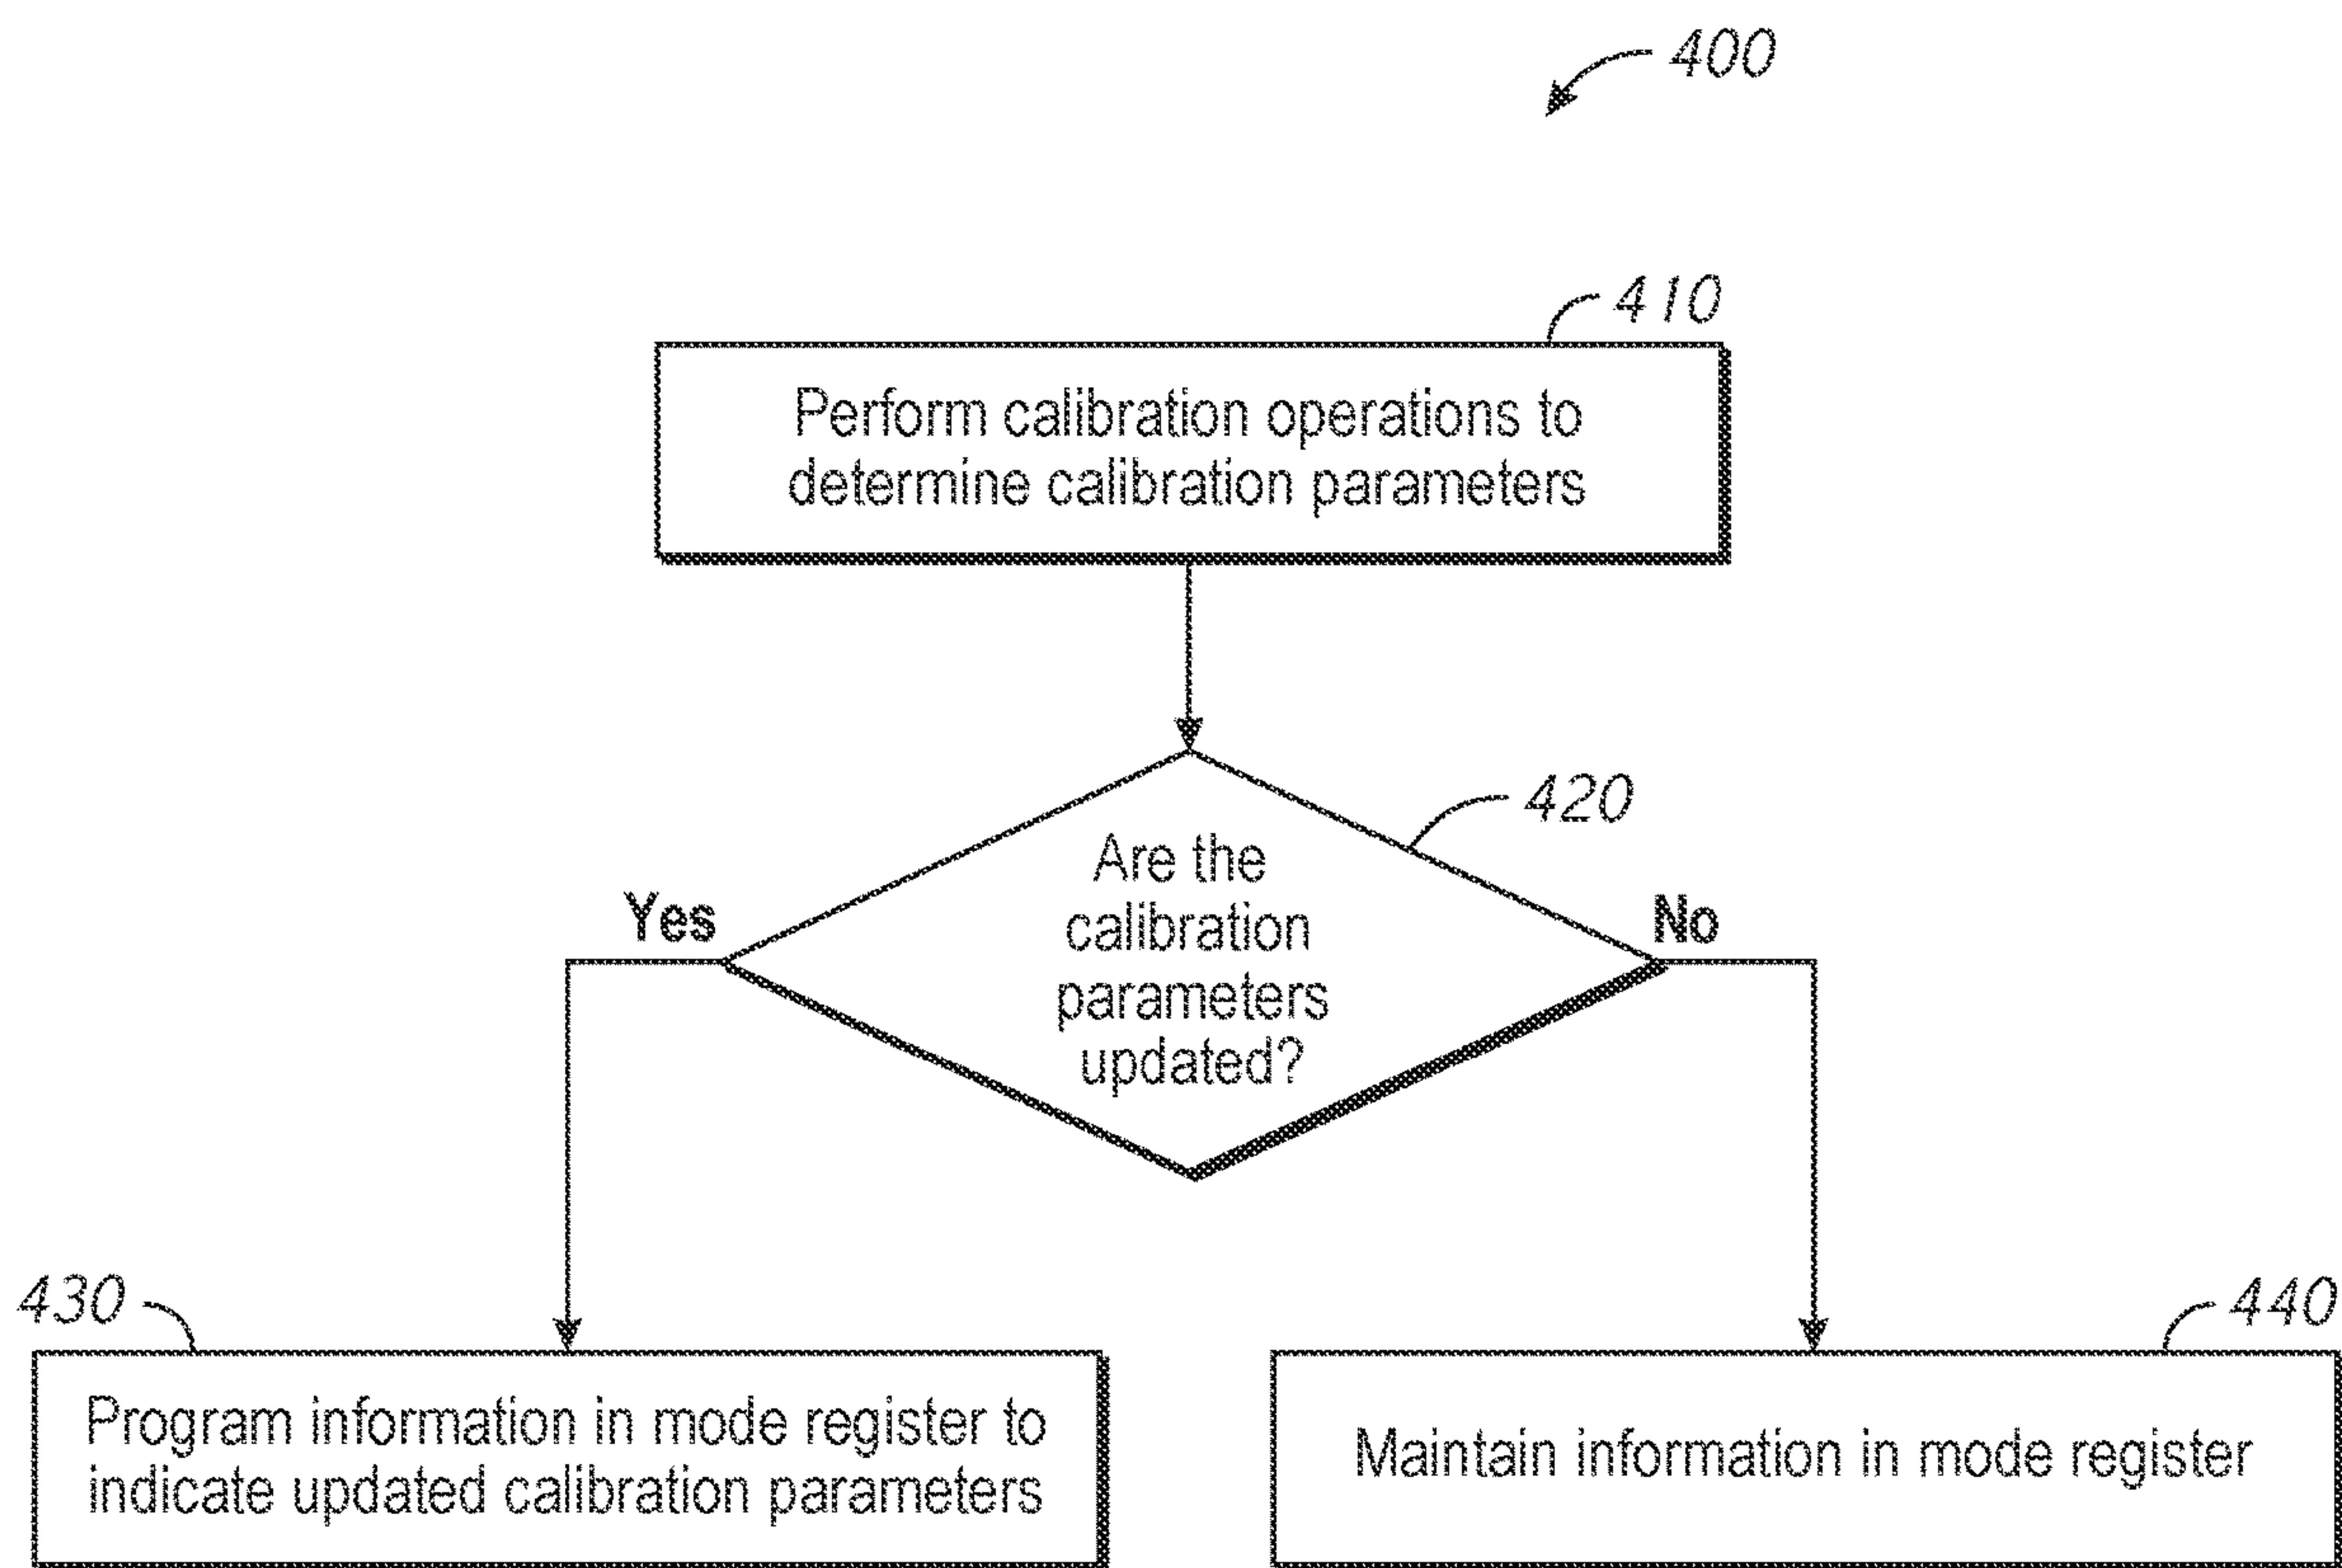 400
410
Perform calibration operations to
determine calibration parameters
420
Are the
calibration
parameters
updated?
Yes
No
430
Program information in mode register to
indicate updated calibration parameters
440
Maintain information in mode register